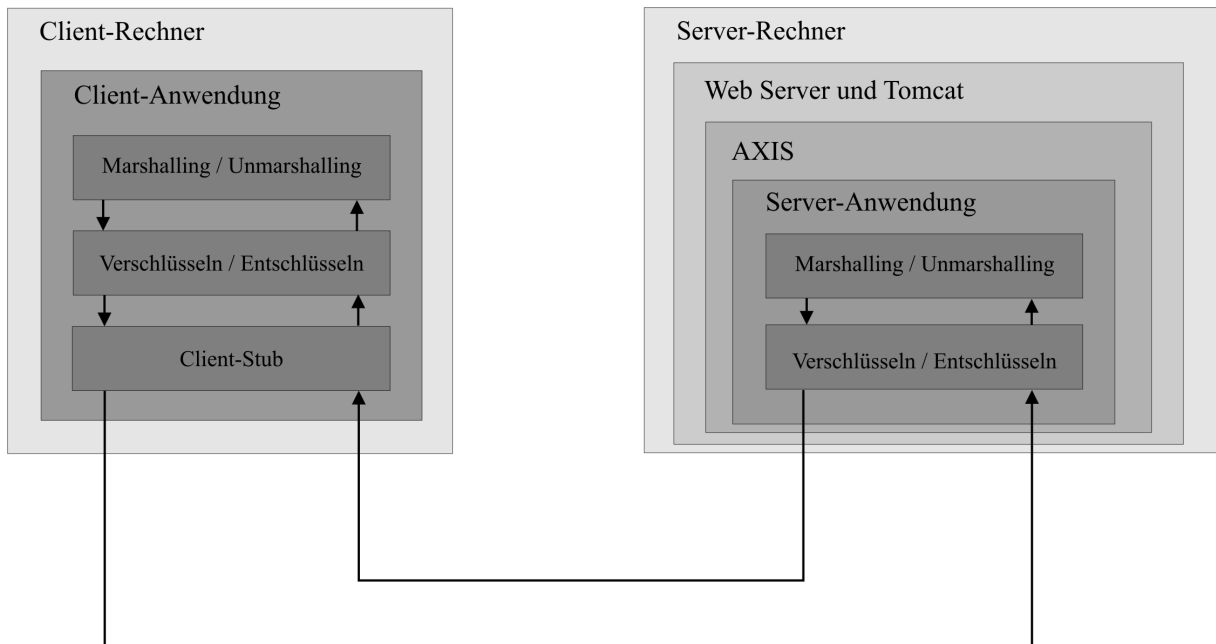 Client-Rechner
Client-Anwendung
Marshalling / Unmarshalling
Verschlüsseln / Entschlüsseln
Client-Stub
Server-Rechner
Web Server und Tomcat
AXIS
Server-Anwendung
Marshalling / Unmarshalling
Verschlüsseln / Entschlüsseln